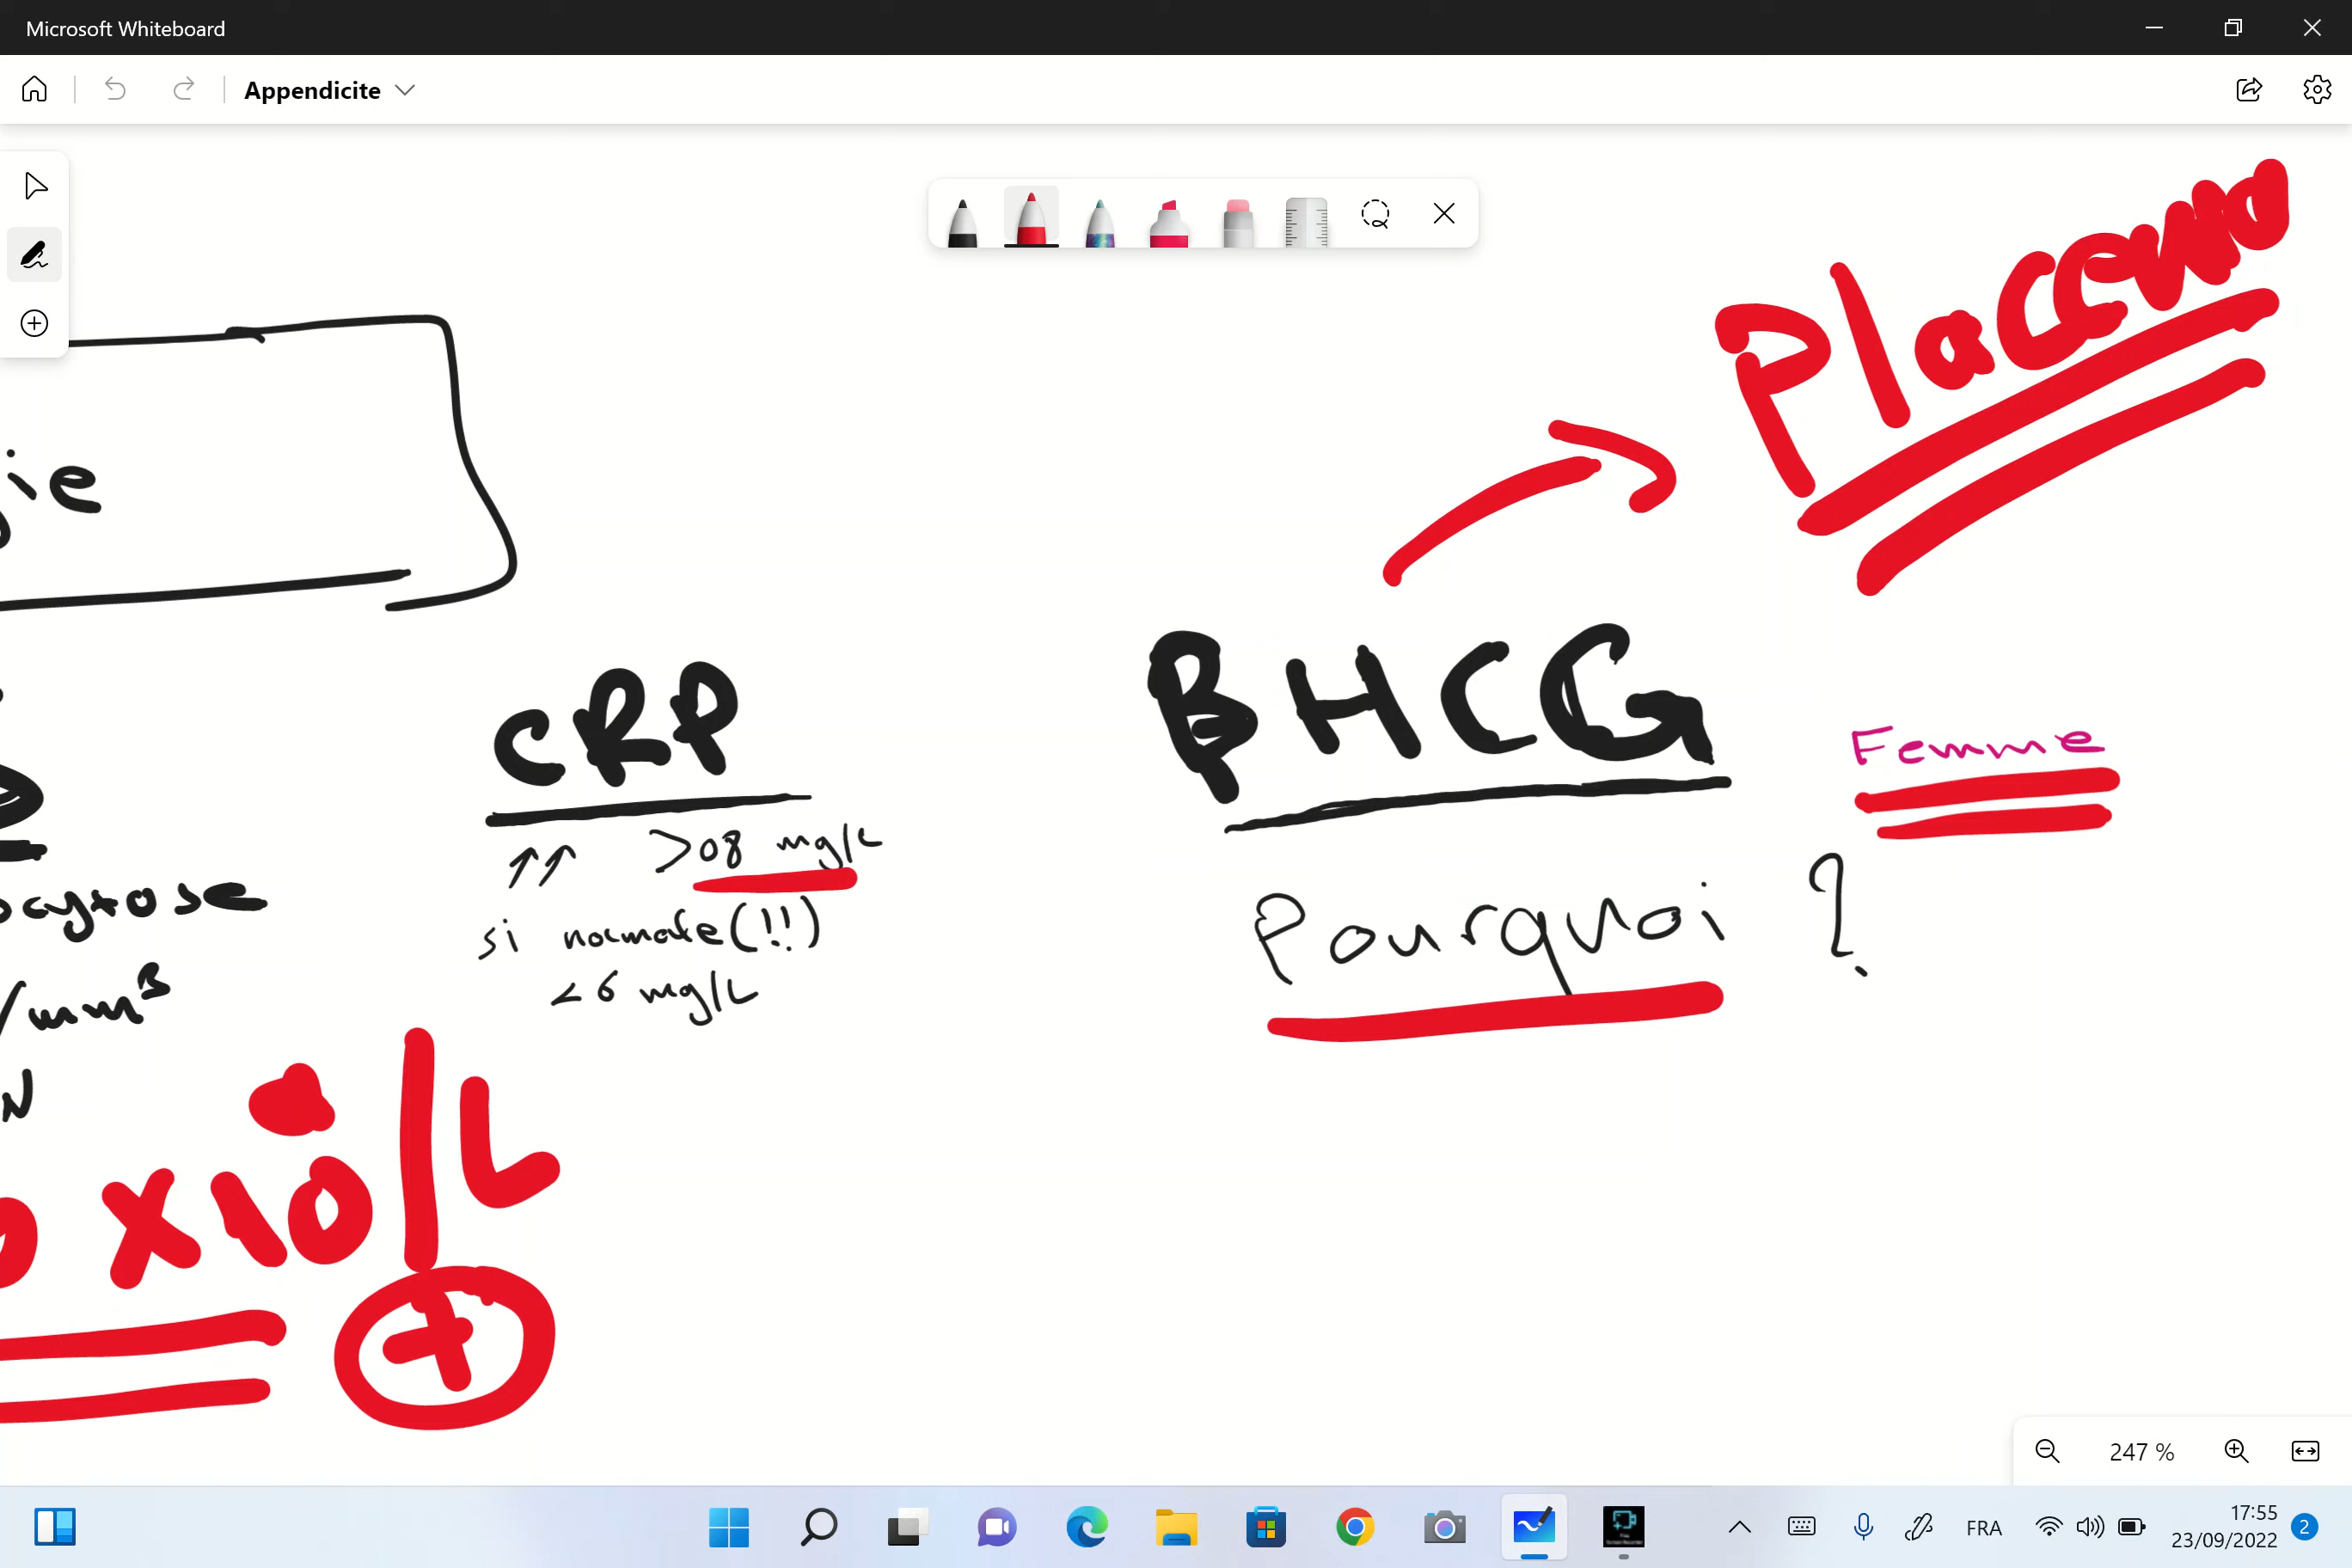 Microsoft Whiteboard
Appendicite
Placenta
ie
CRP
BHCG
Femme
↑↑ >08 mg/L
si normale (!!)
<6 mg/L
Pourquoi ?
ocytose
/mm³
N
x10 /L
+
247 %
FRA
17:55
23/09/2022
2